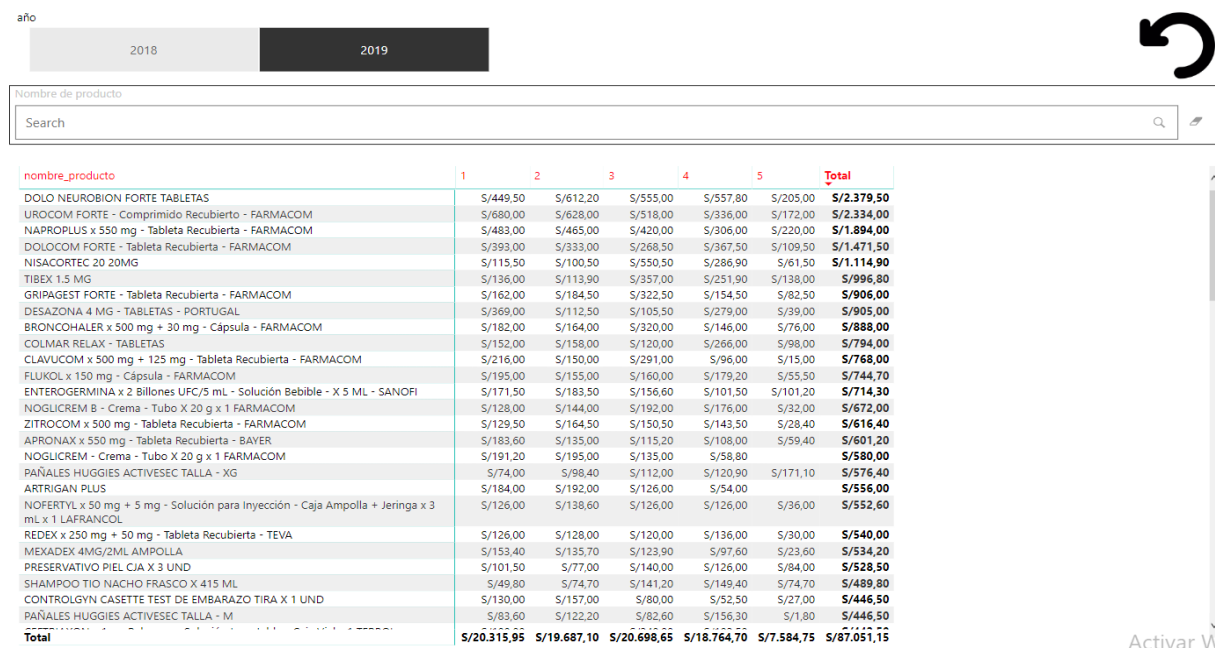 año
2018 2019
Nombre de producto
Search
nombre_producto 1 2 3 4 5 Total
DOLO NEUROBION FORTE TABLETAS S/449,50 S/612,20 S/555,00 S/557,80 S/205,00 S/2.379,50
UROCOM FORTE - Comprimido Recubierto - FARMACOM S/680,00 S/628,00 S/518,00 S/336,00 S/172,00 S/2.334,00
NAPROPLUS x 550 mg - Tableta Recubierta - FARMACOM S/483,00 S/465,00 S/420,00 S/306,00 S/220,00 S/1.894,00
DOLOCOM FORTE - Tableta Recubierta - FARMACOM S/393,00 S/333,00 S/268,50 S/367,50 S/109,50 S/1.471,50
NISACORTEC 20 20MG S/115,50 S/100,50 S/550,50 S/286,90 S/61,50 S/1.114,90
TIBEX 1.5 MG S/136,00 S/113,90 S/357,00 S/251,90 S/138,00 S/996,80
GRIPAGEST FORTE - Tableta Recubierta - FARMACOM S/162,00 S/184,50 S/322,50 S/154,50 S/82,50 S/906,00
DESAZONA 4 MG - TABLETAS - PORTUGAL S/369,00 S/112,50 S/105,50 S/279,00 S/39,00 S/905,00
BRONCOHALER x 500 mg + 30 mg - Cápsula - FARMACOM S/182,00 S/164,00 S/320,00 S/146,00 S/76,00 S/888,00
COLMAR RELAX - TABLETAS S/152,00 S/158,00 S/120,00 S/266,00 S/98,00 S/794,00
CLAVUCOM x 500 mg + 125 mg - Tableta Recubierta - FARMACOM S/216,00 S/150,00 S/291,00 S/96,00 S/15,00 S/768,00
FLUKOL x 150 mg - Cápsula - FARMACOM S/195,00 S/155,00 S/160,00 S/179,20 S/55,50 S/744,70
ENTEROGERMINA x 2 Billones UFC/5 mL - Solución Bebible - X 5 ML - SANOFI S/171,50 S/183,50 S/156,60 S/101,50 S/101,20 S/714,30
NOGLICREM B - Crema - Tubo X 20 g x 1 FARMACOM S/128,00 S/144,00 S/192,00 S/176,00 S/32,00 S/672,00
ZITROCOM x 500 mg - Tableta Recubierta - FARMACOM S/129,50 S/164,50 S/150,50 S/143,50 S/28,40 S/616,40
APRONAX x 550 mg - Tableta Recubierta - BAYER S/183,60 S/135,00 S/115,20 S/108,00 S/59,40 S/601,20
NOGLICREM - Crema - Tubo X 20 g x 1 FARMACOM S/191,20 S/195,00 S/135,00 S/58,80 S/580,00
PAÑALES HUGGIES ACTIVESEC TALLA - XG S/74,00 S/98,40 S/112,00 S/120,90 S/171,10 S/576,40
ARTRIGAN PLUS S/184,00 S/192,00 S/126,00 S/54,00 S/556,00
NOFERTYL x 50 mg + 5 mg - Solución para Inyección - Caja Ampolla + Jeringa x 3 S/126,00 S/138,60 S/126,00 S/126,00 S/36,00 S/552,60
mL x 1 LAFRANCOL
REDEX x 250 mg + 50 mg - Tableta Recubierta - TEVA S/126,00 S/128,00 S/120,00 S/136,00 S/30,00 S/540,00
MEXADEX 4MG/2ML AMPOLLA S/153,40 S/135,70 S/123,90 S/97,60 S/23,60 S/534,20
PRESERVATIVO PIEL CJA X 3 UND S/101,50 S/77,00 S/140,00 S/126,00 S/84,00 S/528,50
SHAMPOO TIO NACHO FRASCO X 415 ML S/49,80 S/74,70 S/141,20 S/149,40 S/74,70 S/489,80
CONTROLGYN CASETTE TEST DE EMBARAZO TIRA X 1 UND S/130,00 S/157,00 S/80,00 S/52,50 S/27,00 S/446,50
PAÑALES HUGGIES ACTIVESEC TALLA - M S/83,60 S/122,20 S/82,60 S/156,30 S/1,80 S/446,50
Total S/20.315,95 S/19.687,10 S/20.698,65 S/18.764,70 S/7.584,75 S/87.051,15
Activar W